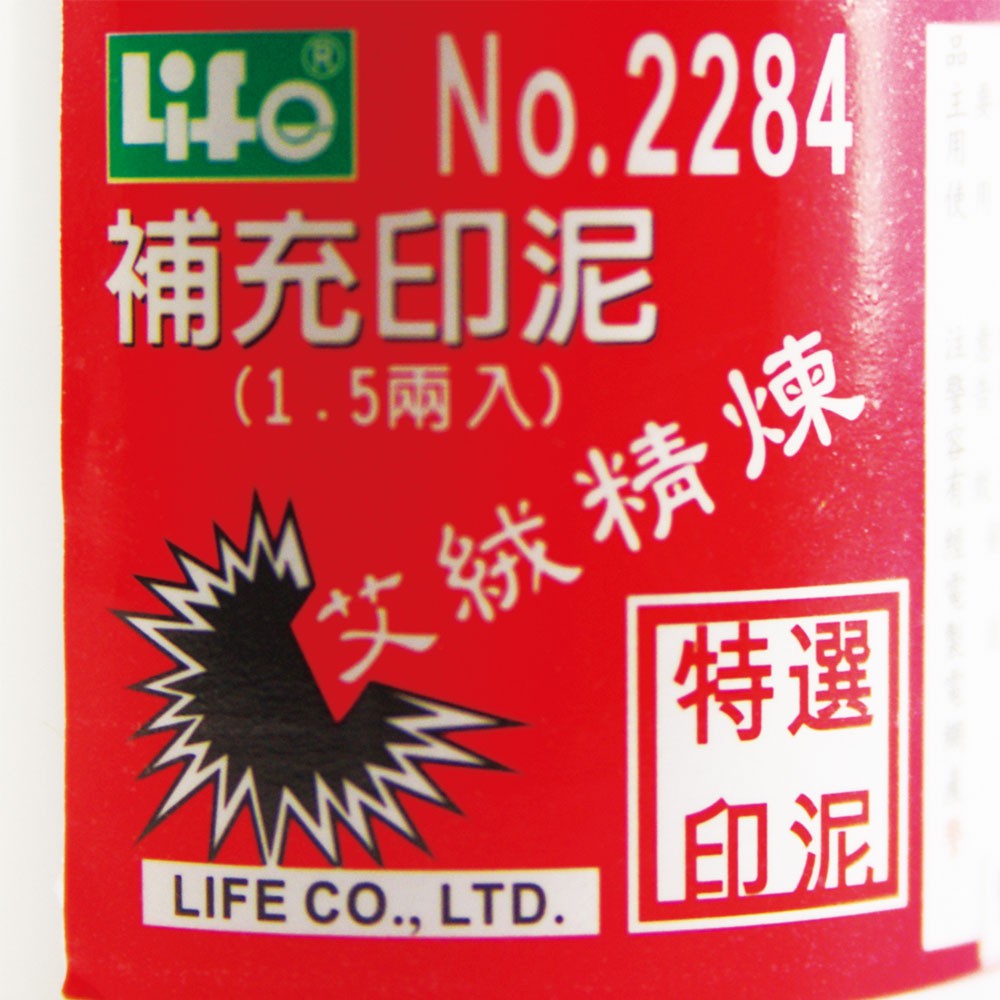 Life® No.2284
補充印泥
(1.5兩入)
艾絨精煉
特選
印泥
LIFE CO., LTD.